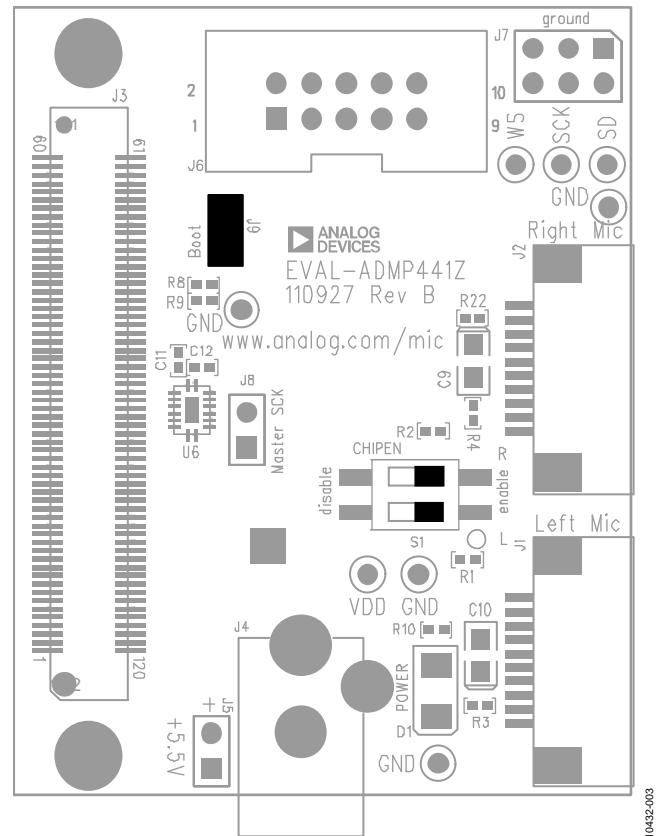 ground
J7
J3
2
10
1
9
J6
60
61
WS
SCK
SD
GND
Boot
J9
ANALOG
DEVICES
Right Mic
J2
EVAL-ADMP441Z
110927 Rev B
R8
R9
GND
R22
www.analog.com/mic
C11
C12
C9
J8
Master SCK
U6
R2
R4
CHIPEN
R
disable
enable
S1
L
Left Mic
J1
R1
VDD
GND
J4
R10
C10
1
120
POWER
J5
+
+5.5V
D1
R3
GND
10432-003